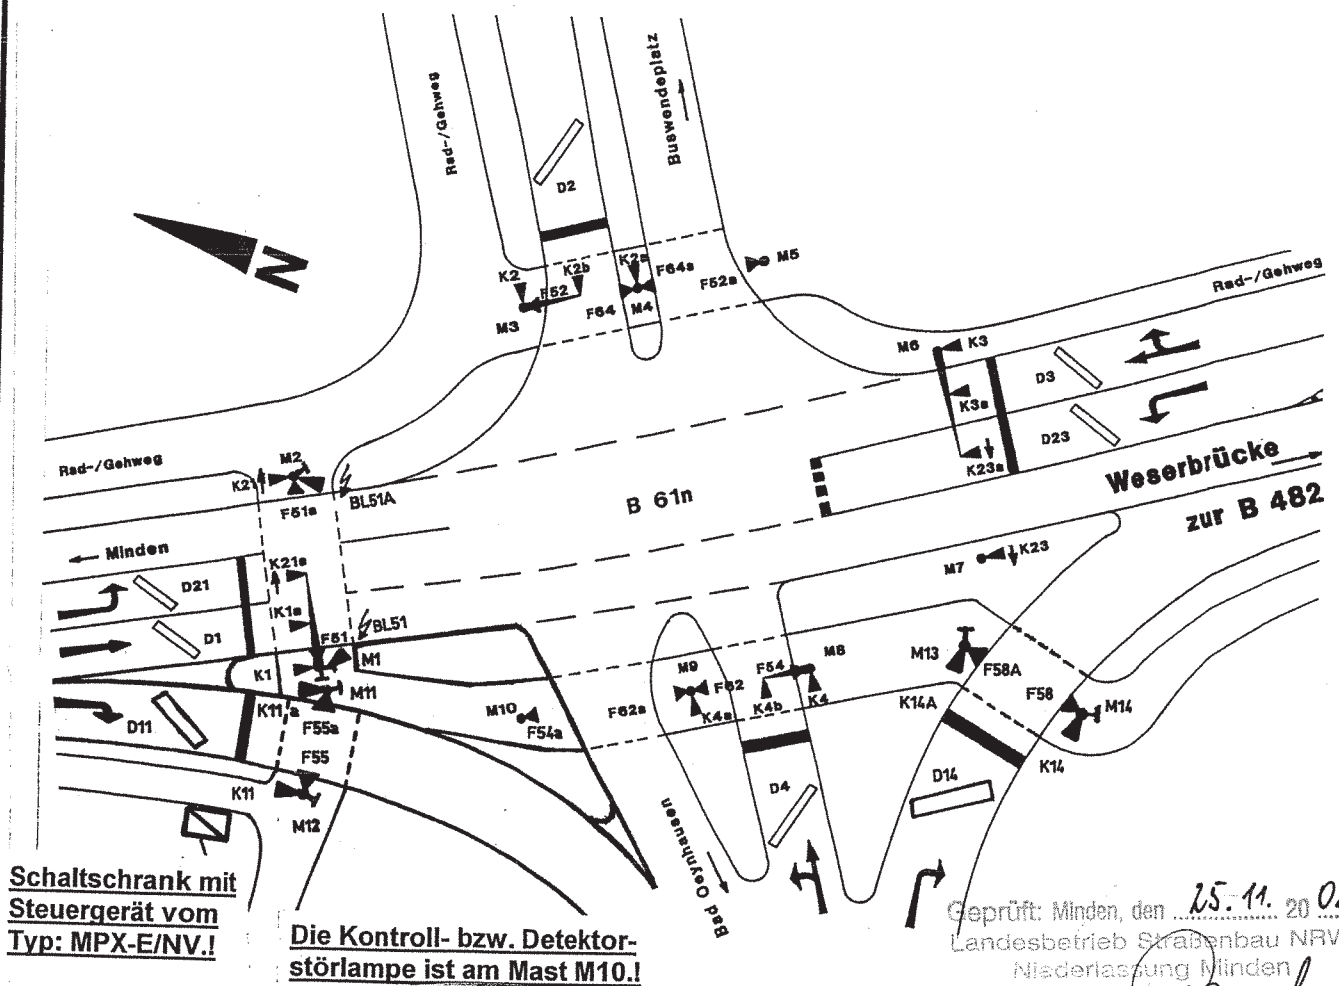 Rad-/Gehweg
Buswendeplatz
D2
N
K2
K2b
K2a
F64a
M5
F52
F52a
F64
M4
M3
M6
K3
Rad-/Gehweg
D3
K3a
D23
K23a
Rad-/Gehweg
M2
K21
BL51A
F51a
B 61n
Weserbrücke
zur B 482
Minden
K21a
D21
K1a
D1
F51
BL51
M1
K1
M7
K23
M11
K11a
F55a
D11
F55
K11
M12
M10
F54a
F62a
M9
F62
F54
M8
K4a
K4b
K4
M13
F58A
F58
M14
K14A
K14
D14
D4
Bad Oeynhausen
Schaltschrank mit
Steuergerät vom
Typ: MPX-E/NV.!
Die Kontroll- bzw. Detektor-
störlampe ist am Mast M10.!
Geprüft: Minden, den 25.11. 20 0
Landesbetrieb Straßenbau NRW
Niederlassung Minden